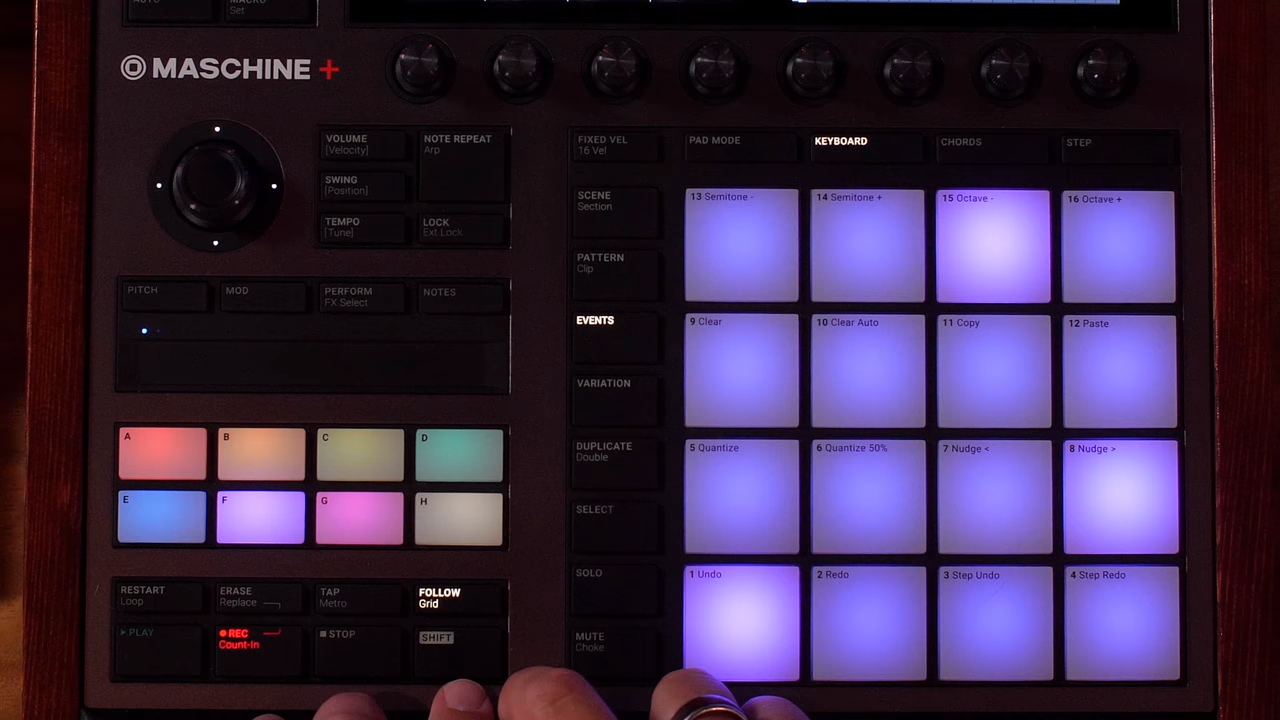 AUTO
MACRO
Set
MASCHINE +
VOLUME
[Velocity]
NOTE REPEAT
Arp
SWING
[Position]
TEMPO
[Tune]
LOCK
Ext Lock
FIXED VEL
16 Vel
PAD MODE
KEYBOARD
CHORDS
STEP
SCENE
Section
PATTERN
Clip
EVENTS
VARIATION
DUPLICATE
Double
SELECT
SOLO
MUTE
Choke
13 Semitone -
14 Semitone +
15 Octave -
16 Octave +
9 Clear
10 Clear Auto
11 Copy
12 Paste
5 Quantize
6 Quantize 50%
7 Nudge <
8 Nudge >
1 Undo
2 Redo
3 Step Undo
4 Step Redo
PITCH
MOD
PERFORM
FX Select
NOTES
A
B
C
D
E
F
G
H
RESTART
Loop
ERASE
Replace
TAP
Metro
FOLLOW
Grid
PLAY
REC
Count-In
STOP
SHIFT